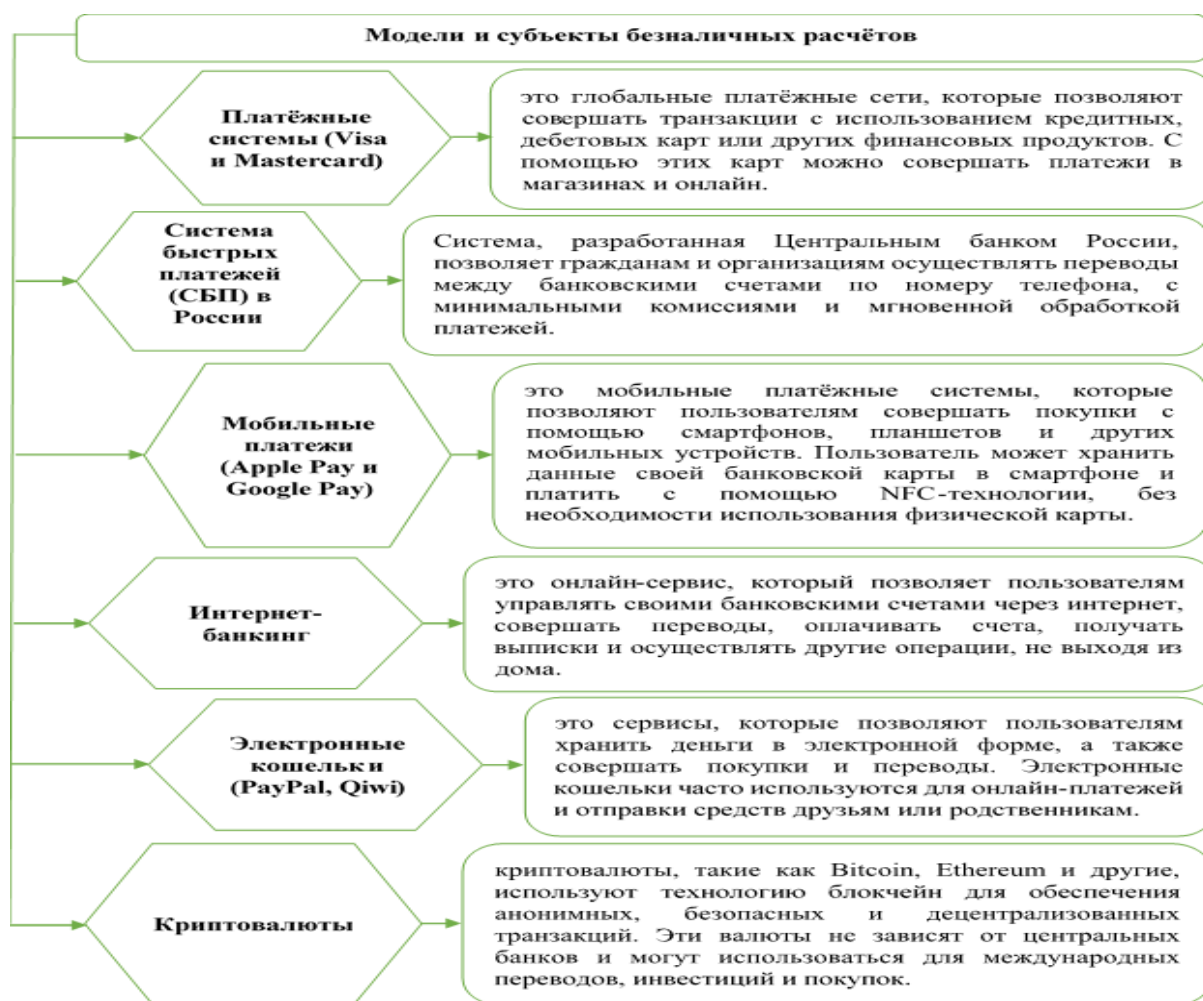 Модели и субъекты безналичных расчётов
Платёжные
системы (Visa
и Mastercard)
это глобальные платёжные сети, которые позволяют
совершать транзакции с использованием кредитных,
дебетовых карт или других финансовых продуктов. С
помощью этих карт можно совершать платежи в
магазинах и онлайн.
Система
быстрых
платежей
(СБП) в
России
Система, разработанная Центральным банком России,
позволяет гражданам и организациям осуществлять переводы
между банковскими счетами по номеру телефона, с
минимальными комиссиями и мгновенной обработкой
платежей.
Мобильные
платежи
(Apple Pay и
Google Pay)
это мобильные платёжные системы, которые
позволяют пользователям совершать покупки с
помощью смартфонов, планшетов и других
мобильных устройств. Пользователь может хранить
данные своей банковской карты в смартфоне и
платить с помощью NFC-технологии, без
необходимости использования физической карты.
Интернет-
банкинг
это онлайн-сервис, который позволяет пользователям
управлять своими банковскими счетами через интернет,
совершать переводы, оплачивать счета, получать
выписки и осуществлять другие операции, не выходя из
дома.
Электронные
кошельки
(PayPal, Qiwi)
это сервисы, которые позволяют пользователям
хранить деньги в электронной форме, а также
совершать покупки и переводы. Электронные
кошельки часто используются для онлайн-платежей
и отправки средств друзьям или родственникам.
Криптовалюты
криптовалюты, такие как Bitcoin, Ethereum и другие,
используют технологию блокчейн для обеспечения
анонимных, безопасных и децентрализованных
транзакций. Эти валюты не зависят от центральных
банков и могут использоваться для международных
переводов, инвестиций и покупок.